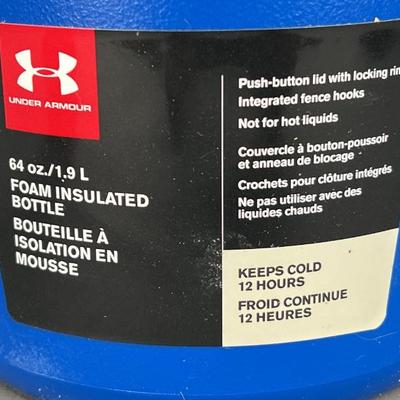 UNDER ARMOUR
64 oz./1.9 L
FOAM INSULATED
BOTTLE
BOUTEILLE À
ISOLATION EN
MOUSSE
Push-button lid with locking
Integrated fence hooks
Not for hot liquids
Couvercle à bouton-poussoir
et anneau de blocage
Crochets pour clôture intégrés
Ne pas utiliser avec des
liquides chauds
KEEPS COLD
12 HOURS
FROID CONTINUE
12 HEURES